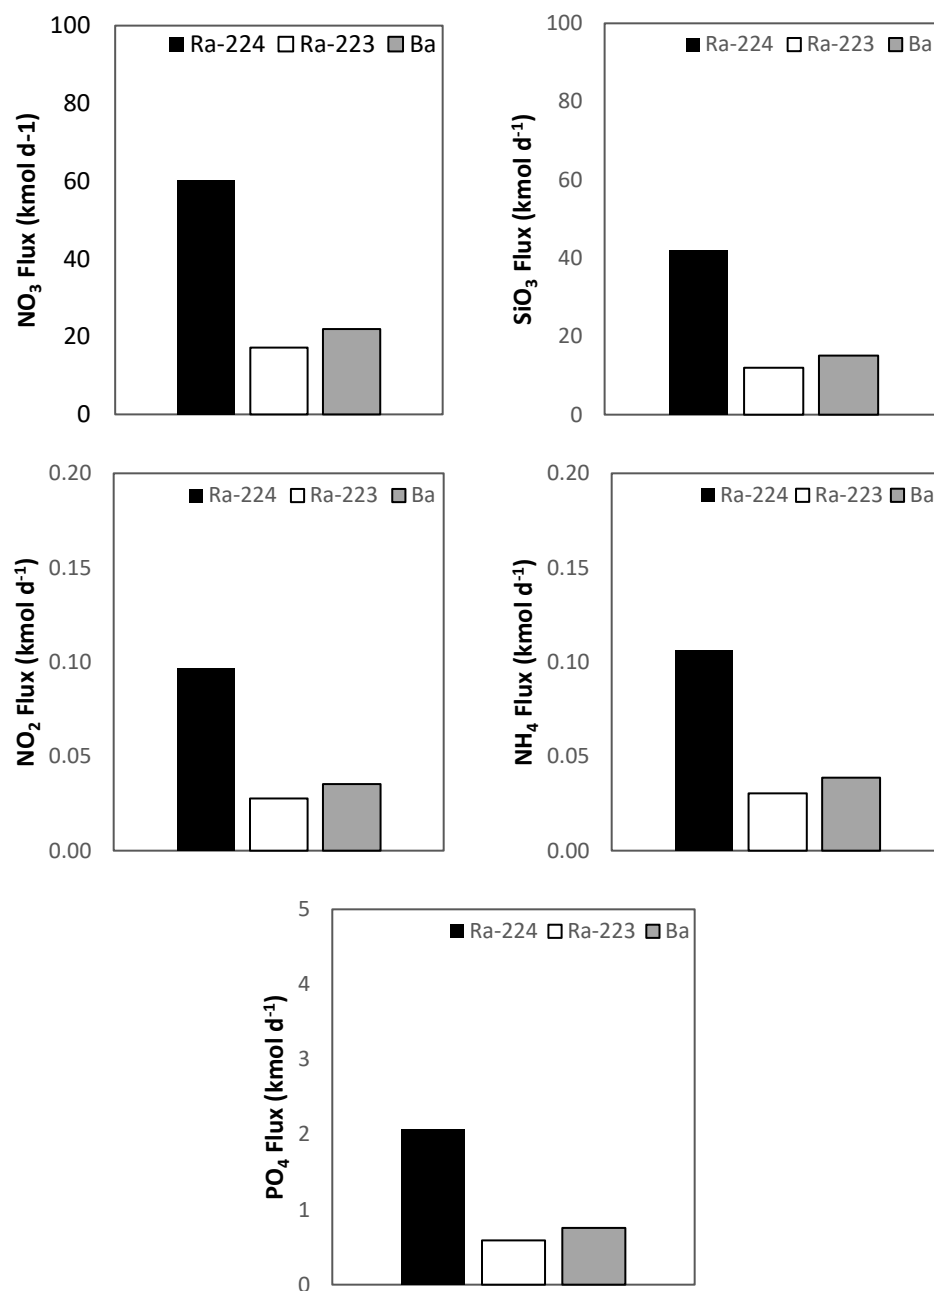 NO₃ Flux (kmol d-1)
100
80
60
40
20
0
Ra-224 Ra-223 Ba
SiO₃ Flux (kmol d⁻¹)
100
80
60
40
20
0
Ra-224 Ra-223 Ba
NO₂ Flux (kmol d⁻¹)
0.20
0.15
0.10
0.05
0.00
Ra-224 Ra-223 Ba
NH₄ Flux (kmol d⁻¹)
0.20
0.15
0.10
0.05
0.00
Ra-224 Ra-223 Ba
PO₄ Flux (kmol d⁻¹)
5
4
3
2
1
0
Ra-224 Ra-223 Ba